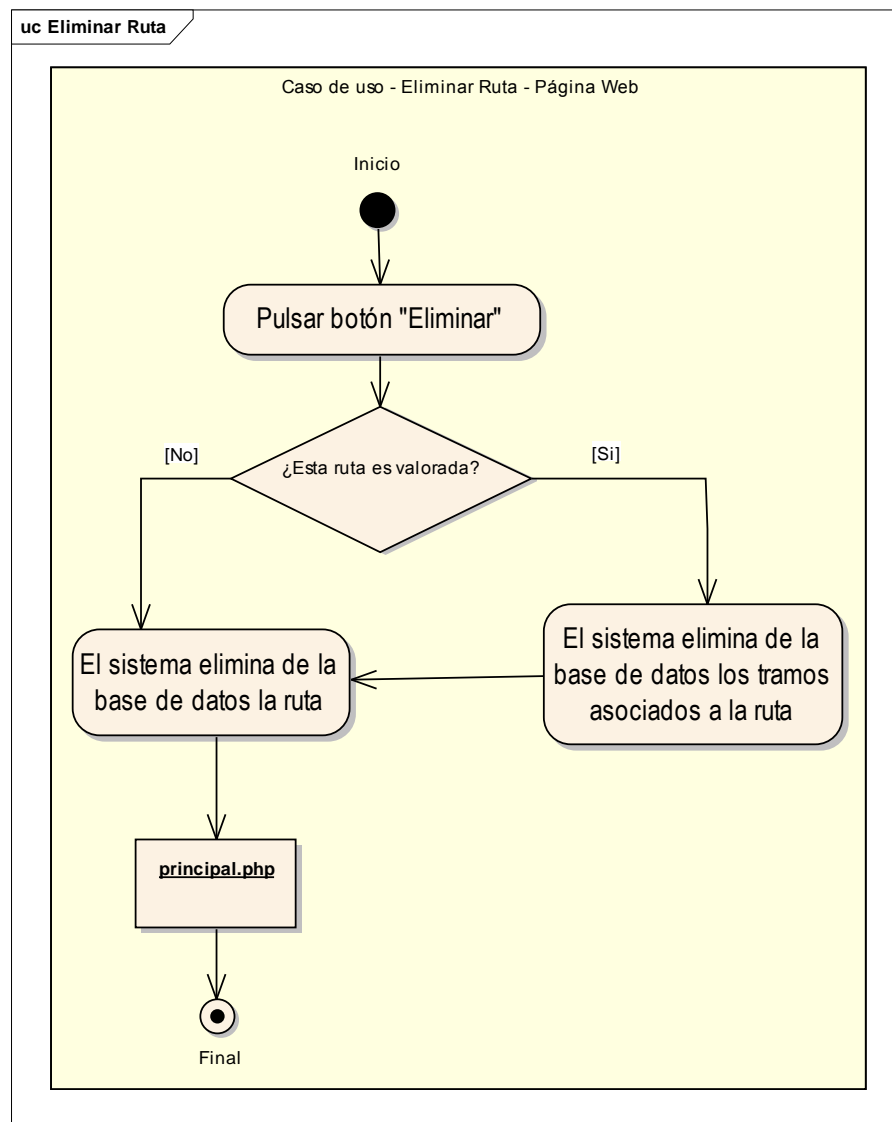 uc Eliminar Ruta
Caso de uso - Eliminar Ruta - Página Web
Inicio
Pulsar botón "Eliminar"
¿Esta ruta es valorada?
[No]
[Si]
El sistema elimina de la
base de datos la ruta
El sistema elimina de la
base de datos los tramos
asociados a la ruta
principal.php
Final